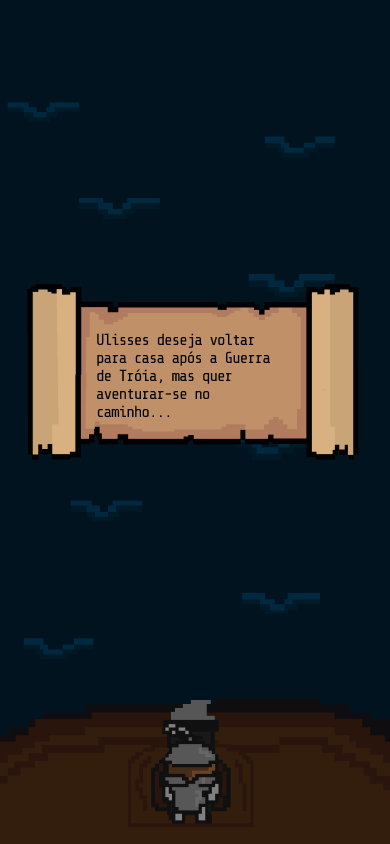 Ulisses deseja voltar
para casa após a Guerra
de Tróia, mas quer
aventurar-se no
caminho...